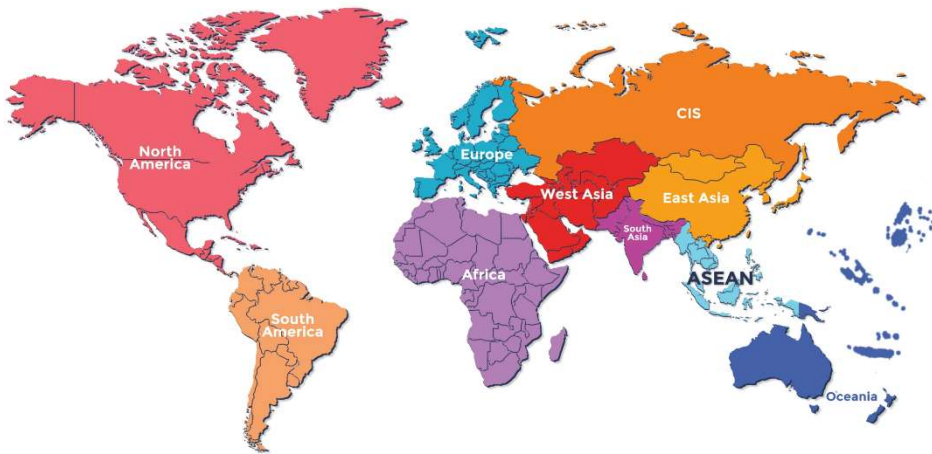 North
America
CIS
Europe
West Asia
East Asia
South
Asia
Africa
ASEAN
South
America
Oceania